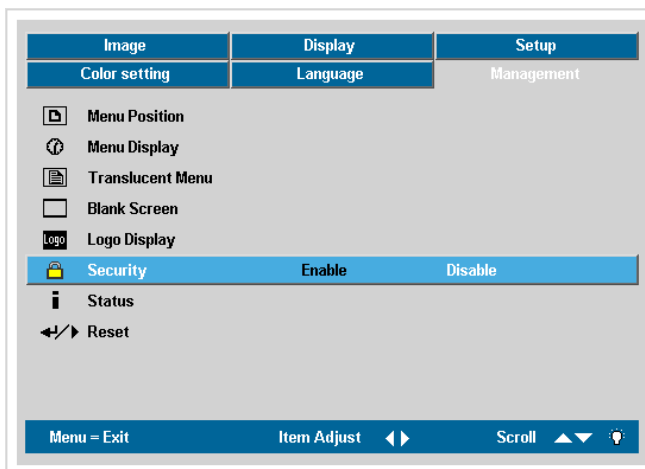 Image Display Setup
Color setting Language Management
Menu Position
Menu Display
Translucent Menu
Blank Screen
Logo Logo Display
Security Enable Disable
Status
Reset
Menu = Exit Item Adjust Scroll